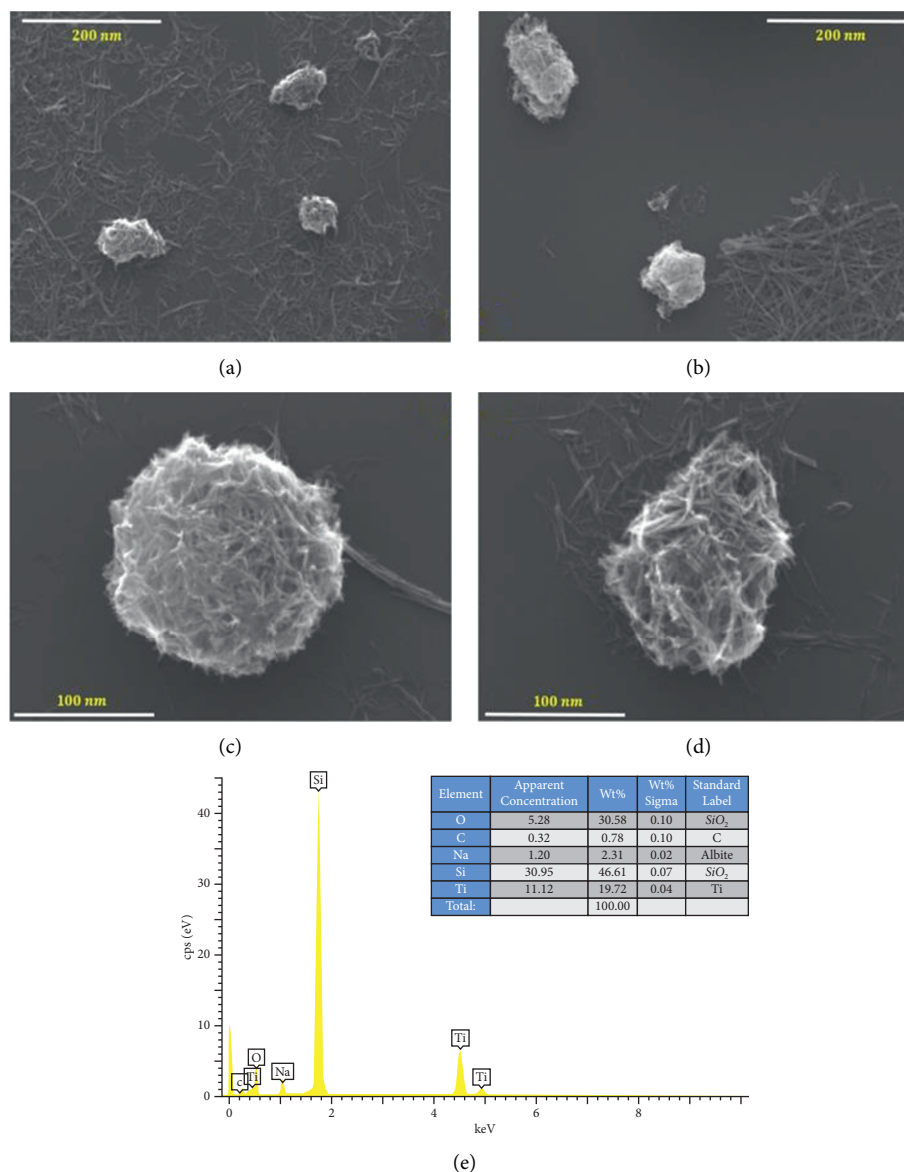 200 nm
200 nm
(a)
(b)
100 nm
100 nm
(c)
(d)
Element Apparent Concentration Wt% Wt% Sigma Standard Label
O 5.28 30.58 0.10 SiO₂
C 0.32 0.78 0.10 C
Na 1.20 2.31 0.02 Albite
Si 30.95 46.61 0.07 SiO₂
Ti 11.12 19.72 0.04 Ti
Total: 100.00
Si
40
30
20
10
0
cps (eV)
c
Ti
O
Na
Ti
Ti
0 2 4 6 8
keV
(e)